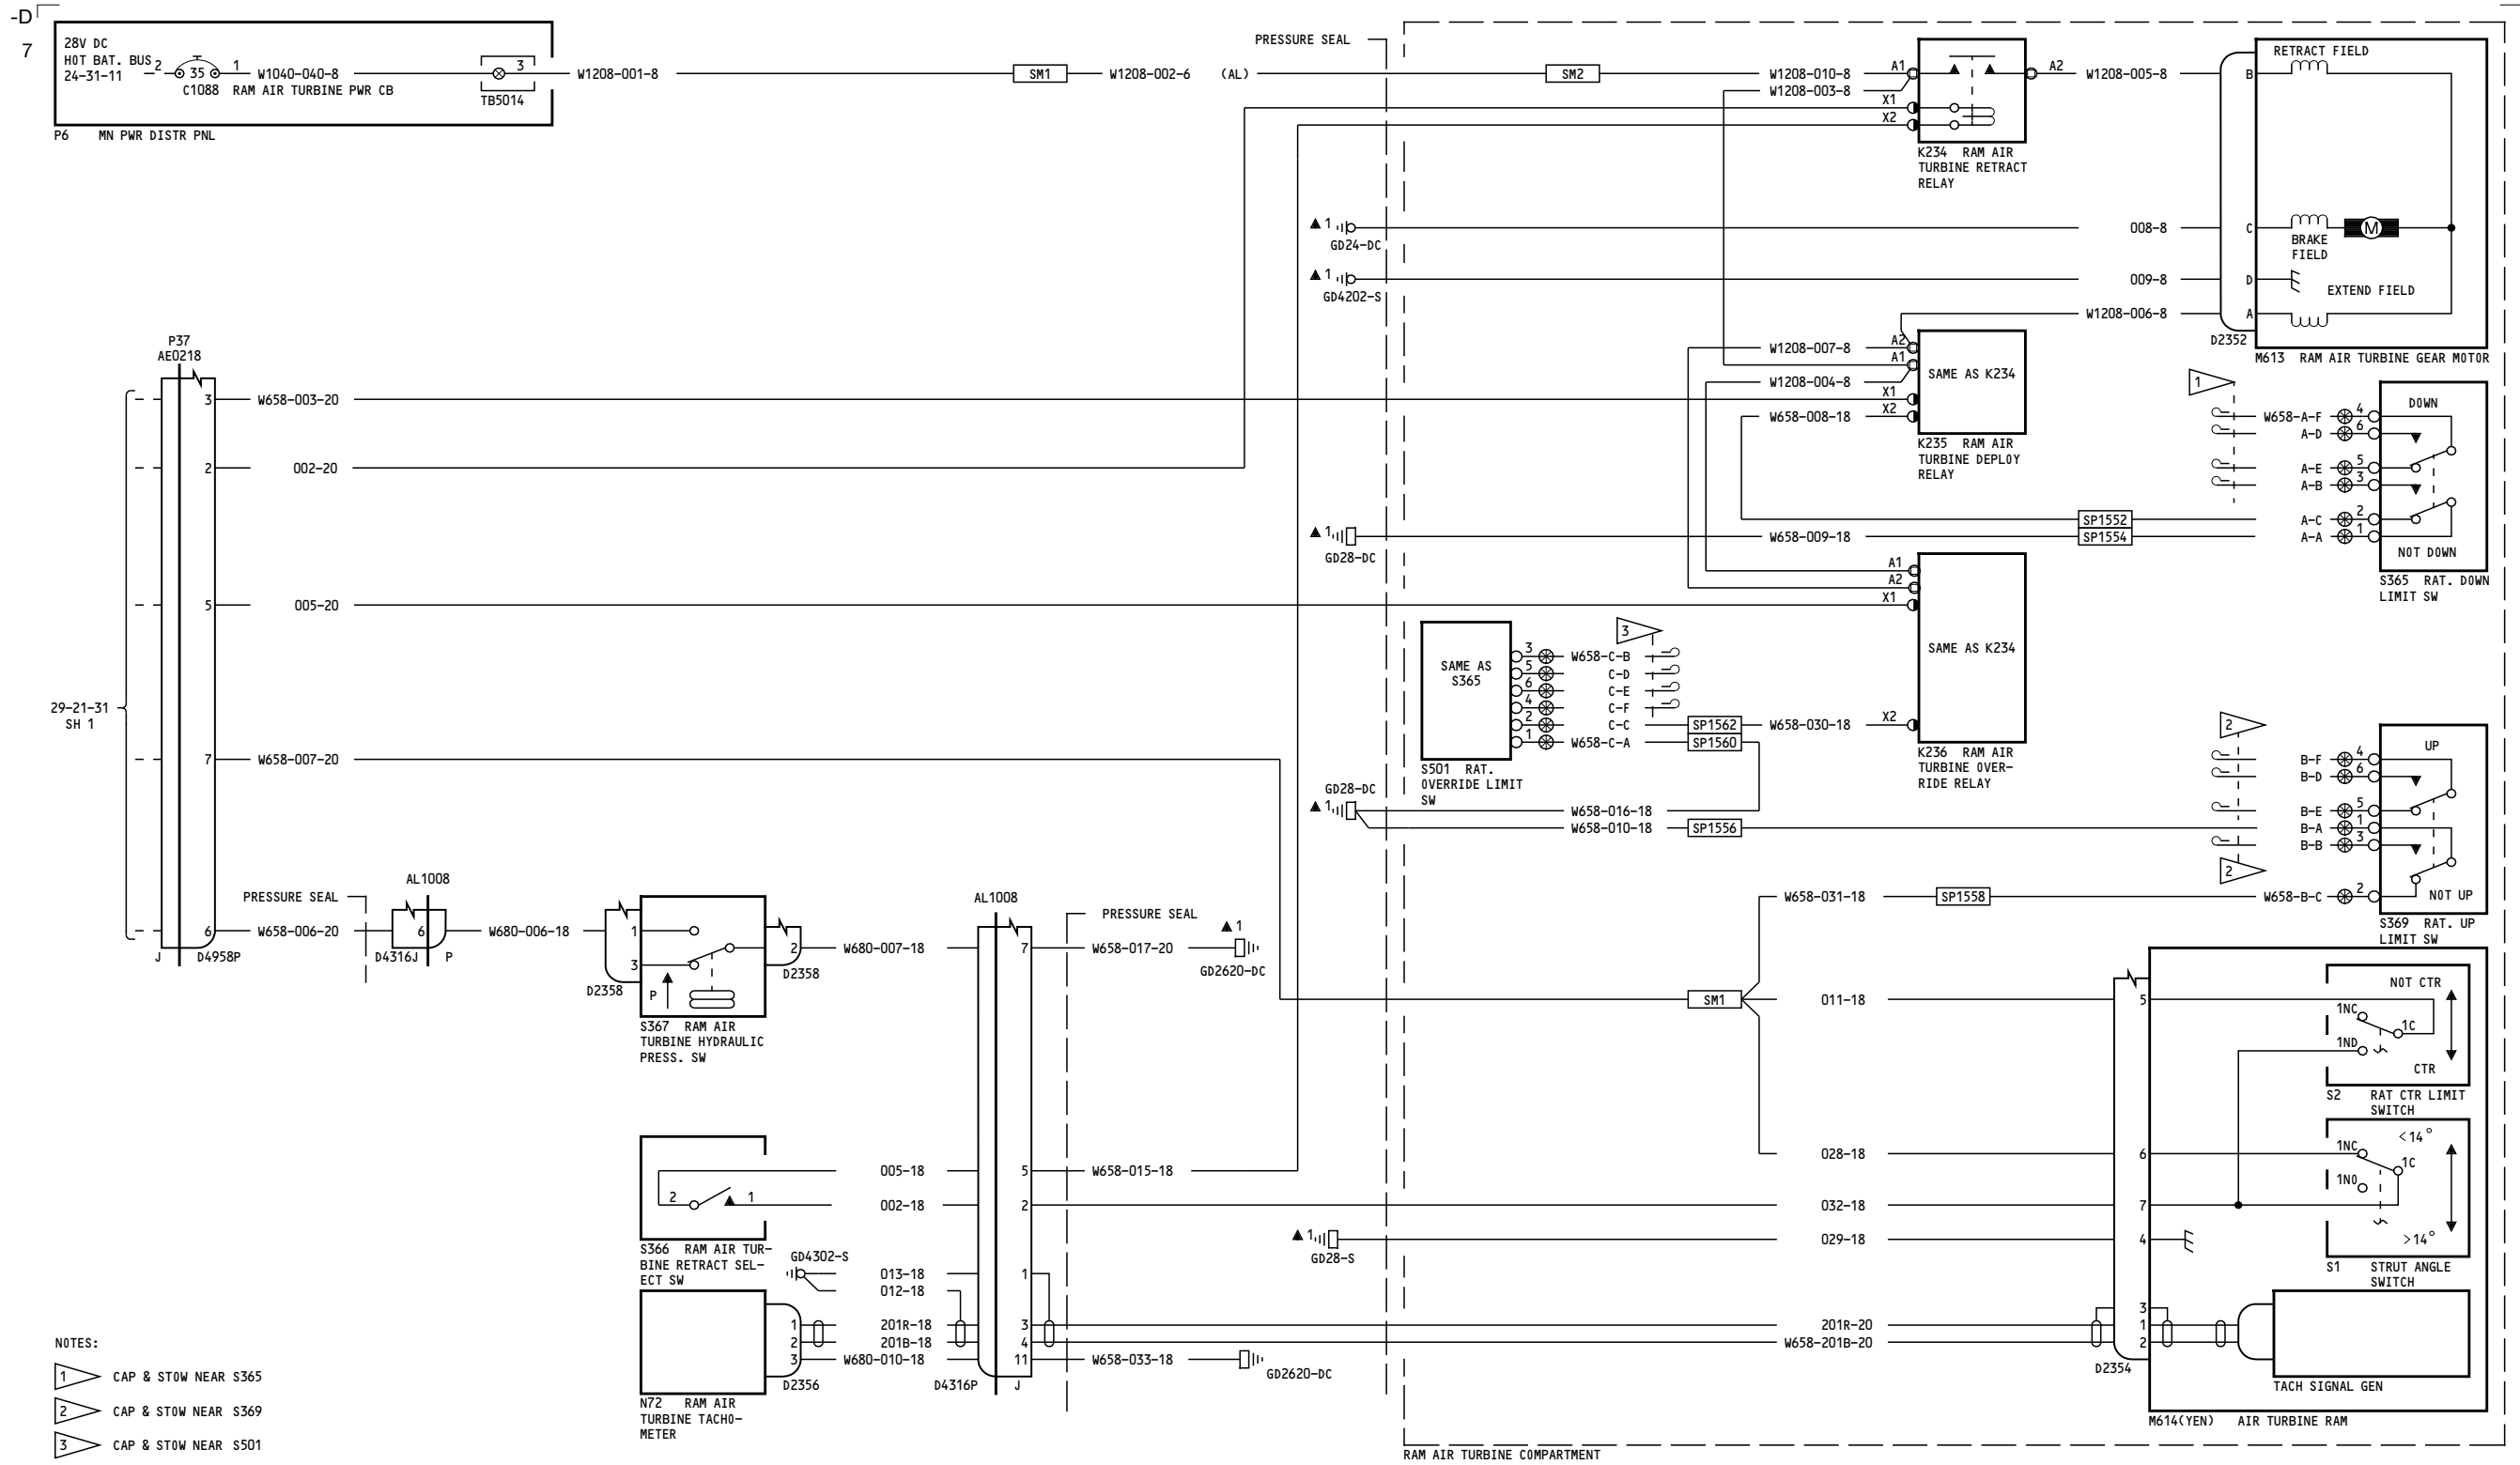 -D
7
28V DC
HOT BAT. BUS
24-31-11
2
35
1
W1040-040-8
C1088 RAM AIR TURBINE PWR CB
3
TB5014
P6 MN PWR DISTR PNL
W1208-001-8
SM1
W1208-002-6 (AL)
PRESSURE SEAL
SM2
W1208-010-8
A1
W1208-003-8
X1
X2
A2
W1208-005-8
K234 RAM AIR
TURBINE RETRACT
RELAY
RETRACT FIELD
B
1
GD24-DC
008-8
C
BRAKE
FIELD
M
1
GD4202-S
009-8
D
EXTEND FIELD
W1208-006-8
A
D2352
M613 RAM AIR TURBINE GEAR MOTOR
P37
AE0218
3
W658-003-20
2
002-20
5
005-20
29-21-31
SH 1
7
W658-007-20
6
W658-006-20
J
D4958P
W1208-007-8
A2
A1
W1208-004-8
X1
W658-008-18
X2
SAME AS K234
K235 RAM AIR
TURBINE DEPLOY
RELAY
1
DOWN
W658-A-F
4
A-D
6
A-E
5
A-B
3
SP1552
A-C
2
1
GD28-DC
W658-009-18
SP1554
A-A
1
NOT DOWN
S365 RAT. DOWN
LIMIT SW
A1
A2
X1
SAME AS K234
X2
K236 RAM AIR
TURBINE OVER-
RIDE RELAY
SAME AS
S365
3
3
W658-C-B
5
C-D
6
C-E
4
C-F
2
C-C
SP1562
W658-030-18
1
W658-C-A
SP1560
S501 RAT.
OVERRIDE LIMIT
SW
GD28-DC
1
W658-016-18
W658-010-18
SP1556
2
UP
B-F
4
B-D
6
B-E
5
B-A
1
B-B
3
2
W658-031-18
SP1558
W658-B-C
2
NOT UP
S369 RAT. UP
LIMIT SW
PRESSURE SEAL
AL1008
6
D4316J
P
W680-006-18
1
3
P
D2358
2
D2358
S367 RAM AIR
TURBINE HYDRAULIC
PRESS. SW
W680-007-18
AL1008
7
PRESSURE SEAL
W658-017-20
1
GD2620-DC
SM1
011-18
5
NOT CTR
1NC
1C
1ND
CTR
S2 RAT CTR LIMIT
SWITCH
028-18
6
<14°
1NC
1C
1NO
>14°
S1 STRUT ANGLE
SWITCH
005-18
5
W658-015-18
2
1
002-18
2
032-18
7
S366 RAM AIR TUR-
BINE RETRACT SEL-
ECT SW
1
GD28-S
029-18
4
GD4302-S
013-18
1
012-18
1
201R-18
3
201R-20
2
201B-18
4
W658-201B-20
3
W680-010-18
11
W658-033-18
GD2620-DC
D2356
D4316P
J
N72 RAM AIR
TURBINE TACHO-
METER
3
1
2
D2354
TACH SIGNAL GEN
M614(YEN) AIR TURBINE RAM
NOTES:
1 CAP & STOW NEAR S365
2 CAP & STOW NEAR S369
3 CAP & STOW NEAR S501
RAM AIR TURBINE COMPARTMENT